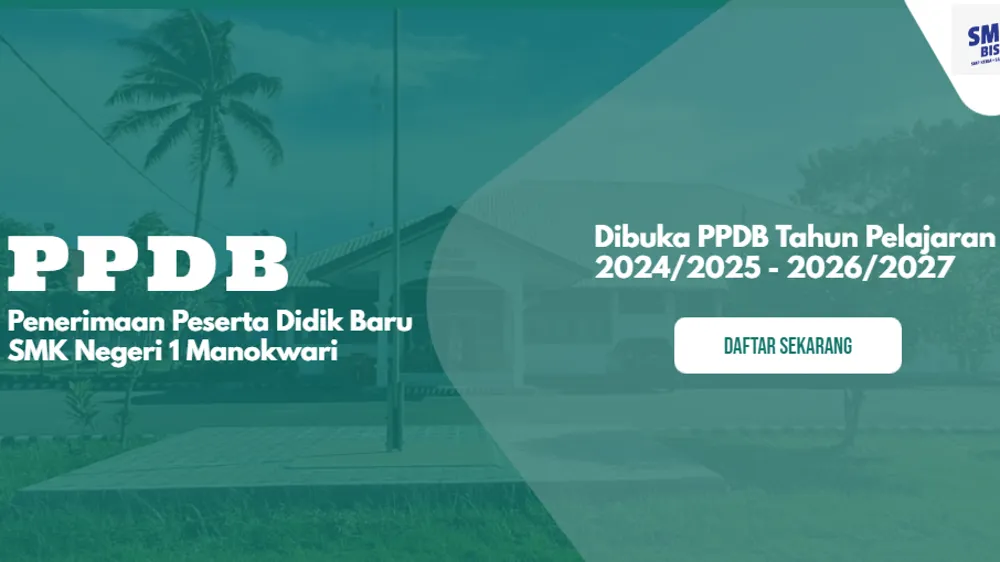 PPDB
Penerimaan Peserta Didik Baru
SMK Negeri 1 Manokwari
Dibuka PPDB Tahun Pelajaran
2024/2025 - 2026/2027
DAFTAR SEKARANG